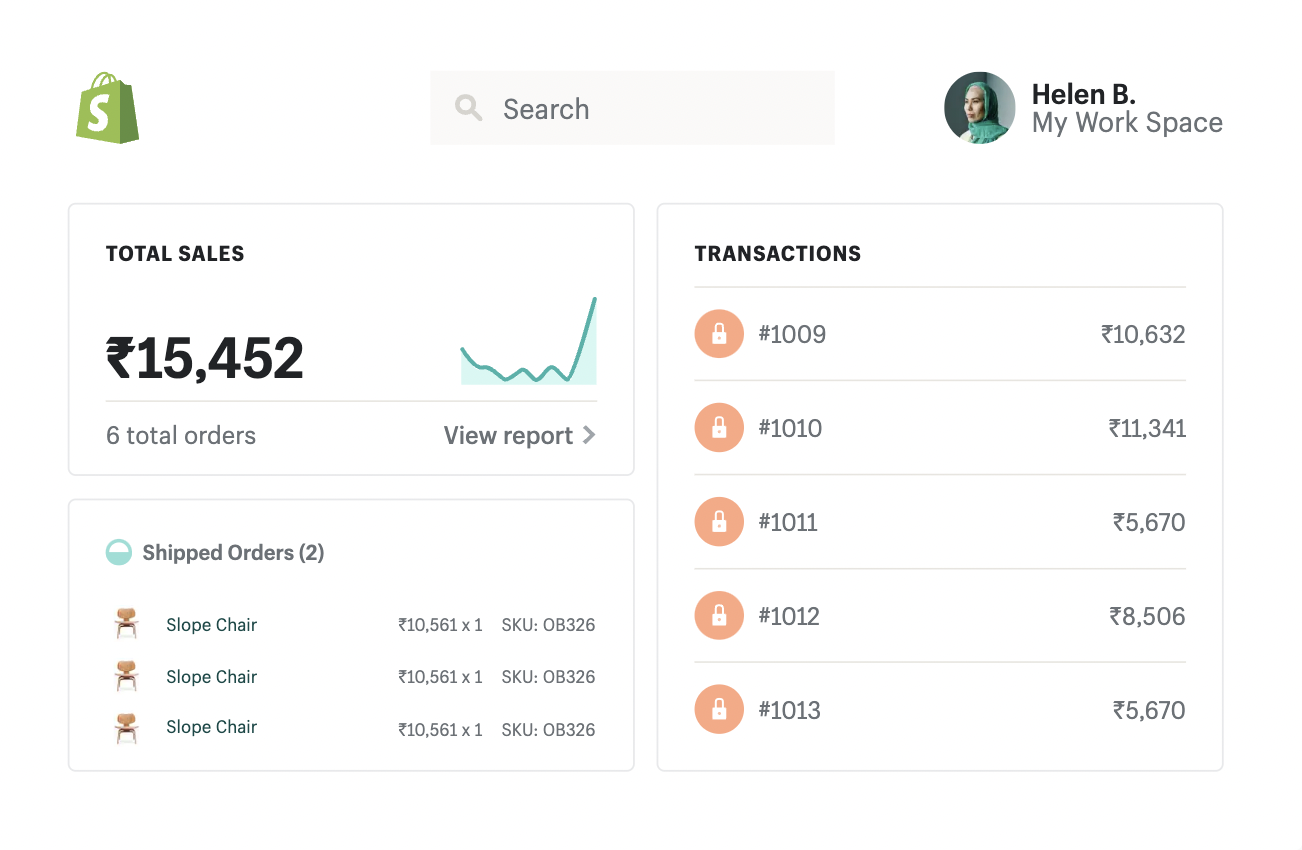 S
Search
Helen B.
My Work Space
TOTAL SALES
₹15,452
6 total orders View report
Shipped Orders (2)
Slope Chair ₹10,561 x 1 SKU: OB326
Slope Chair ₹10,561 x 1 SKU: OB326
Slope Chair ₹10,561 x 1 SKU: OB326
TRANSACTIONS
#1009 ₹10,632
#1010 ₹11,341
#1011 ₹5,670
#1012 ₹8,506
#1013 ₹5,670